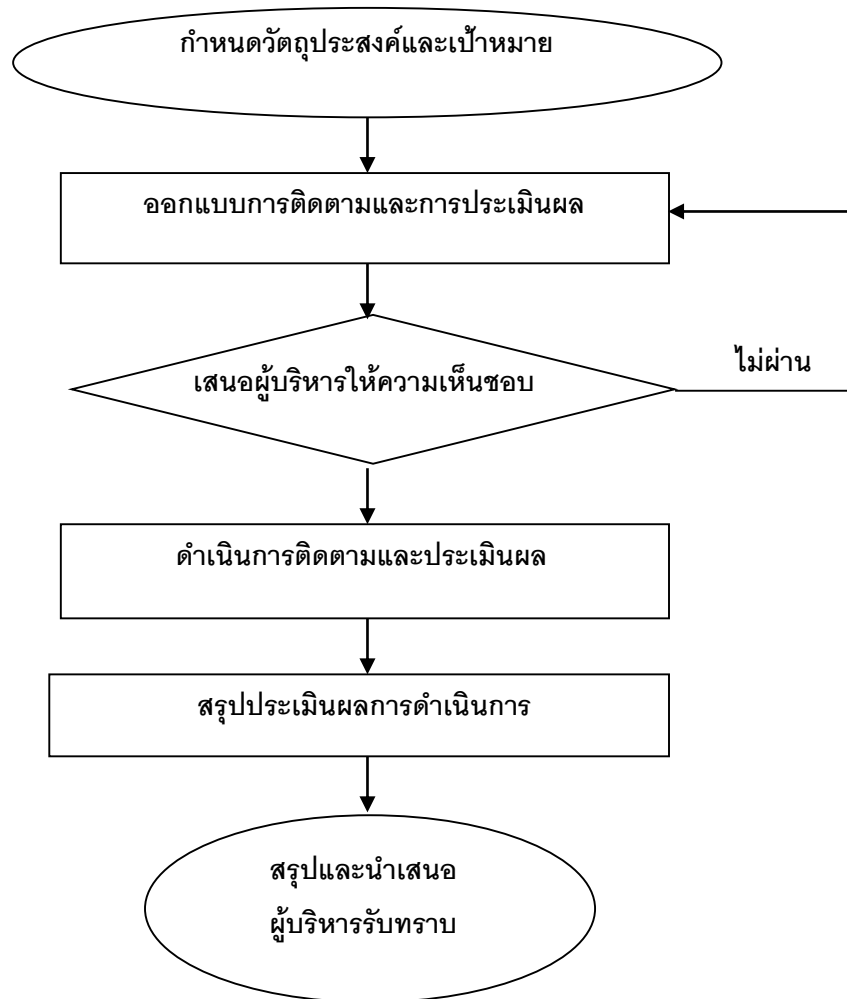 กำหนดวัตถุประสงค์และเป้าหมาย
ออกแบบการติดตามและการประเมินผล
เสนอผู้บริหารให้ความเห็นชอบ
ไม่ผ่าน
ดำเนินการติดตามและประเมินผล
สรุปประเมินผลการดำเนินการ
สรุปและนำเสนอ
ผู้บริหารรับทราบ